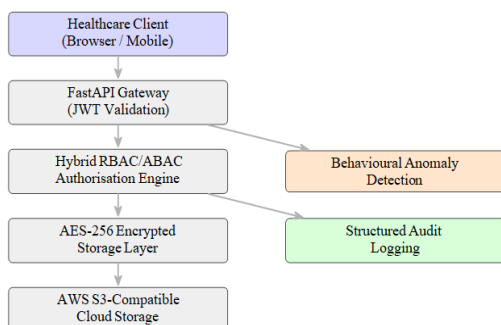 Healthcare Client
(Browser / Mobile)
FastAPI Gateway
(JWT Validation)
Hybrid RBAC/ABAC
Authorisation Engine
Behavioural Anomaly
Detection
AES-256 Encrypted
Storage Layer
Structured Audit
Logging
AWS S3-Compatible
Cloud Storage